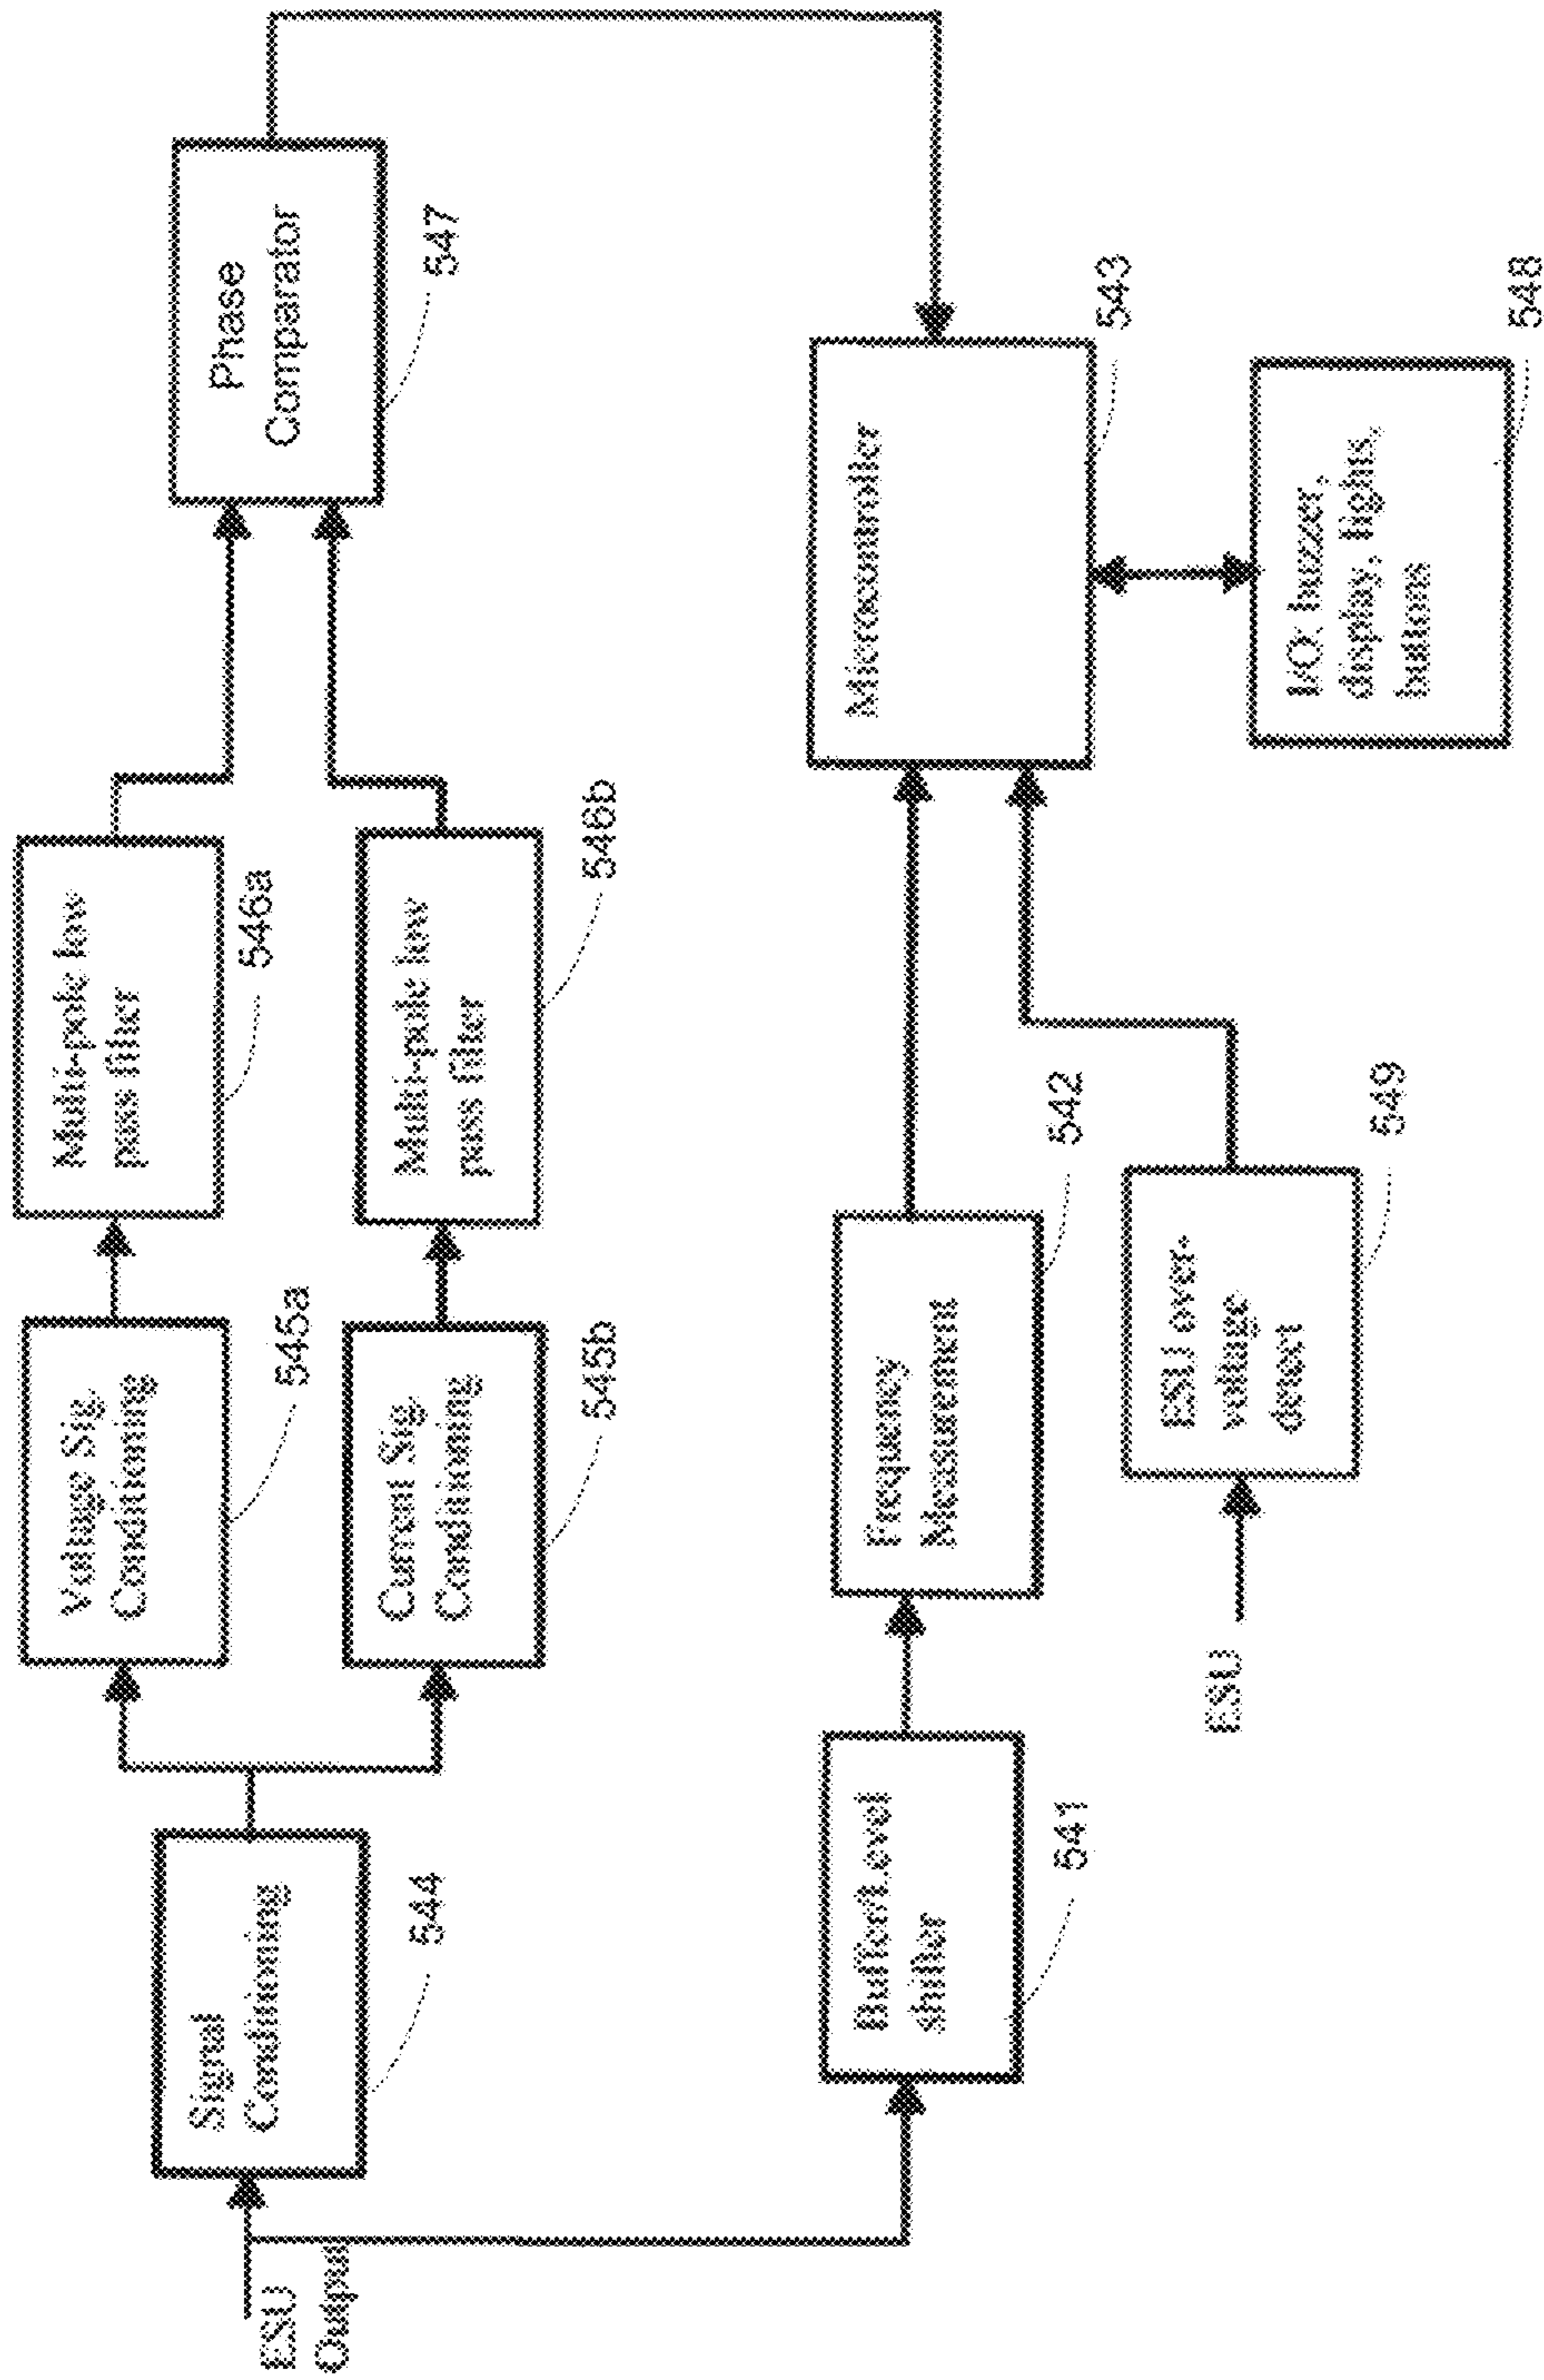 ESU
Output
Signal
Conditioning
544
Voltage Sig.
Conditioning
545a
Current Sig.
Conditioning
545b
Multi-pole low
pass filter
546a
Multi-pole low
pass filter
546b
Phase
Comparator
547
Buffer/Level
shifter
541
Frequency
Measurement
542
ESU
ESU over-
voltage
detect
549
Microcontroller
543
I/O: buzzer,
display, lights,
buttons
548